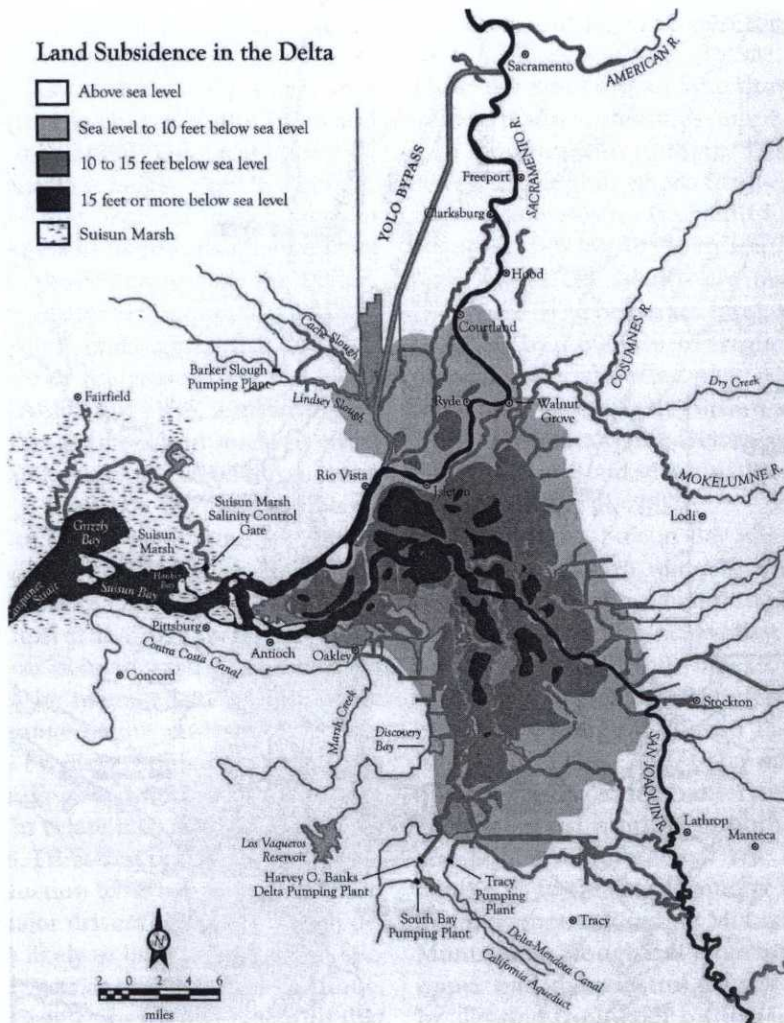 Land Subsidence in the Delta
Above sea level
Sea level to 10 feet below sea level
10 to 15 feet below sea level
15 feet or more below sea level
Suisun Marsh
Sacramento
AMERICAN R.
YOLO BYPASS
SACRAMENTO R.
Freeport
Clarksburg
Hood
Courtland
COSUMNES R.
Cache Slough
Barker Slough
Pumping Plant
Lindsey Slough
Dry Creek
Fairfield
Ryde
Walnut
Grove
MOKELUMNE R.
Rio Vista
Isleton
Lodi
Suisun Marsh
Salinity Control
Gate
Grizzly
Bay
Suisun
Marsh
Suisun Bay
Pittsburg
Antioch
Oakley
Contra Costa Canal
Concord
Stockton
Marsh Creek
Discovery
Bay
SAN JOAQUIN R.
Los Vaqueros
Reservoir
Lathrop
Manteca
Harvey O. Banks
Delta Pumping Plant
Tracy
Pumping
Plant
South Bay
Pumping Plant
Tracy
Delta-Mendota Canal
California Aqueduct
N
2 0 2 4 6
miles